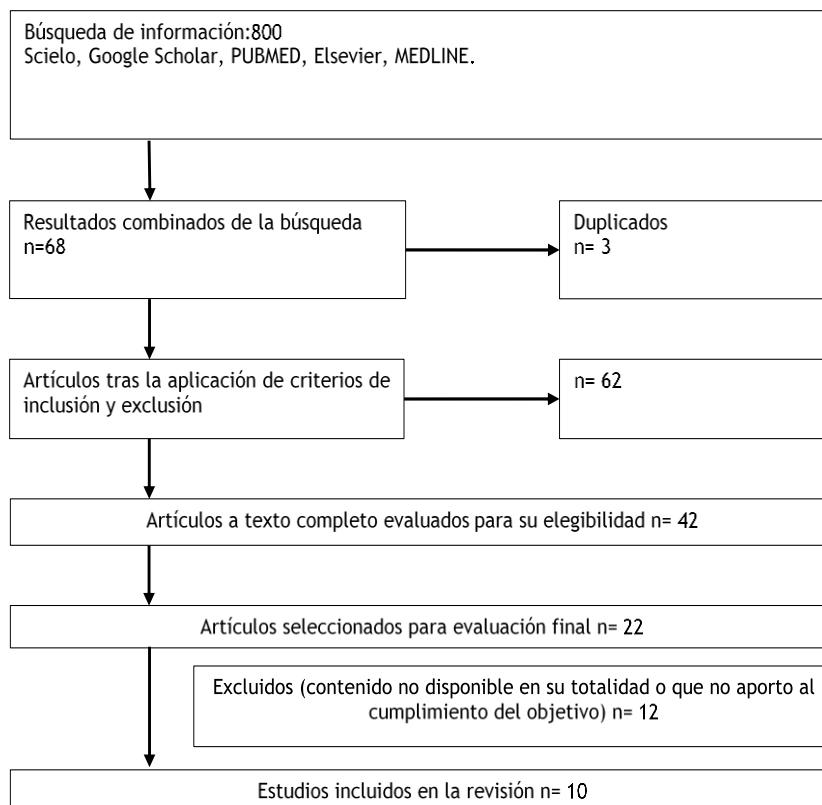 Búsqueda de información:800
Scielo, Google Scholar, PUBMED, Elsevier, MEDLINE.
Resultados combinados de la búsqueda
n=68
Duplicados
n= 3
Artículos tras la aplicación de criterios de
inclusión y exclusión
n= 62
Artículos a texto completo evaluados para su elegibilidad n= 42
Artículos seleccionados para evaluación final n= 22
Excluidos (contenido no disponible en su totalidad o que no aporto al
cumplimiento del objetivo) n= 12
Estudios incluidos en la revisión n= 10